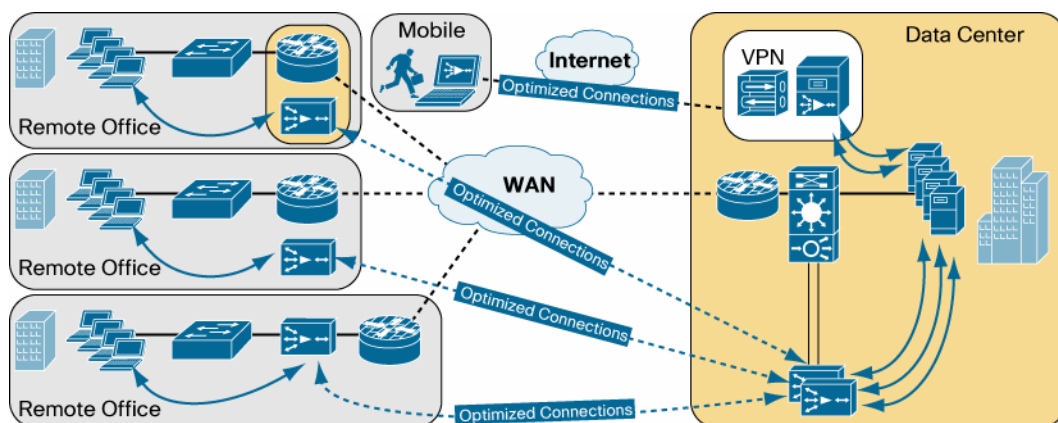 Mobile
Internet
Data Center
VPN
Optimized Connections
Remote Office
WAN
Optimized Connections
Remote Office
Optimized Connections
Remote Office
Optimized Connections